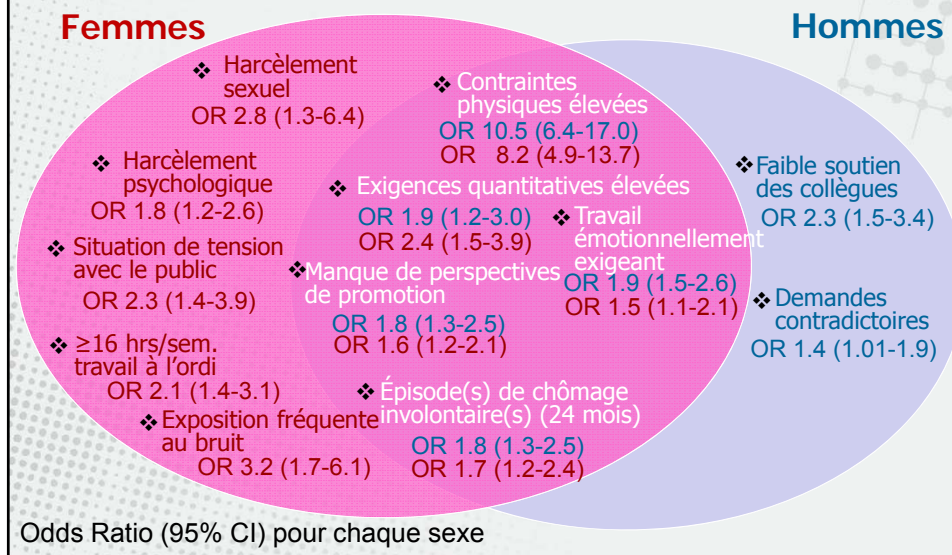 Femmes
Hommes
❖ Harcèlement
sexuel
OR 2.8 (1.3-6.4)
❖ Contraintes
physiques élevées
OR 10.5 (6.4-17.0)
OR 8.2 (4.9-13.7)
❖ Harcèlement
psychologique
OR 1.8 (1.2-2.6)
❖ Exigences quantitatives élevées
OR 1.9 (1.2-3.0)
OR 2.4 (1.5-3.9)
❖ Travail
émotionnellement
exigeant
OR 1.9 (1.5-2.6)
OR 1.5 (1.1-2.1)
❖ Faible soutien
des collègues
OR 2.3 (1.5-3.4)
❖ Situation de tension
avec le public
OR 2.3 (1.4-3.9)
❖ Manque de perspectives
de promotion
OR 1.8 (1.3-2.5)
OR 1.6 (1.2-2.1)
❖ Demandes
contradictoires
OR 1.4 (1.01-1.9)
❖ ≥16 hrs/sem.
travail à l'ordi
OR 2.1 (1.4-3.1)
❖ Épisode(s) de chômage
involontaire(s) (24 mois)
OR 1.8 (1.3-2.5)
OR 1.7 (1.2-2.4)
❖ Exposition fréquente
au bruit
OR 3.2 (1.7-6.1)
Odds Ratio (95% CI) pour chaque sexe